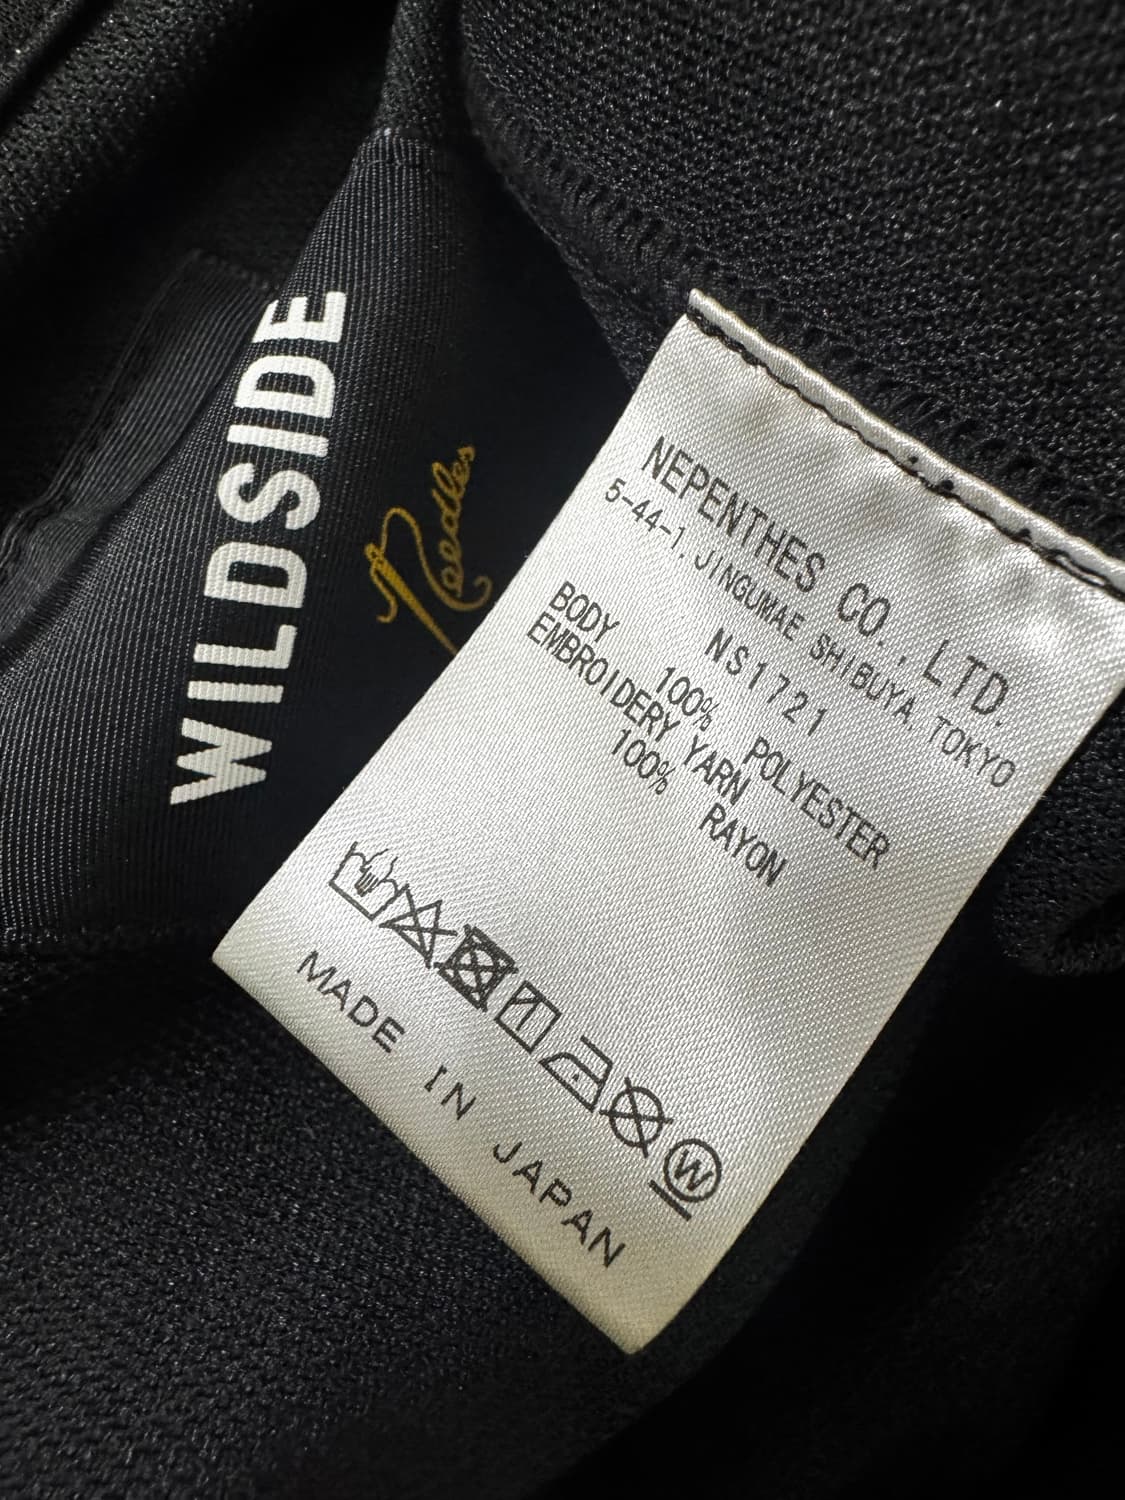 WILDSIDE
Needles
NEPENTHES CO., LTD.
5-44-1, JINGUMAE SHIBUYA, TOKYO
NS1721
BODY
100% POLYESTER
EMBROIDERY YARN
100% RAYON
W
MADE IN JAPAN